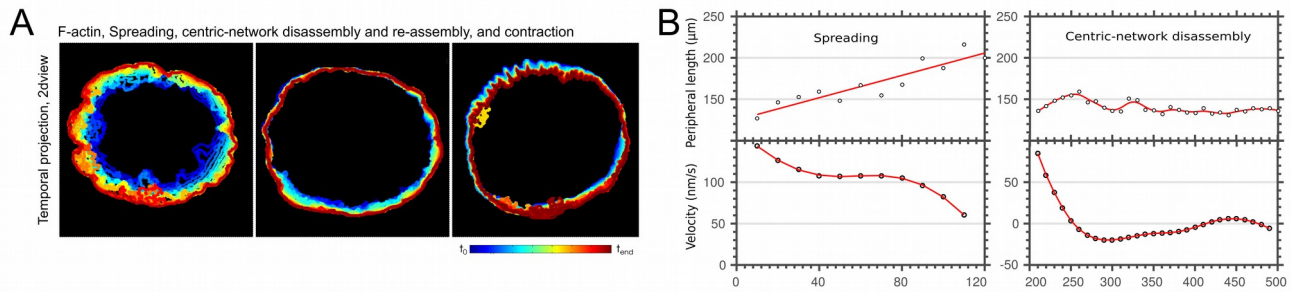 A
F-actin, Spreading, centric-network disassembly and re-assembly, and contraction
Temporal projection, 2dview
t0
tend
B
Peripheral length (μm)
250
200
150
Spreading
250
200
150
100
Centric-network disassembly
Velocity (nm/s)
100
50
0
50
0
-50
0 40 80 120
200 250 300 350 400 450 500